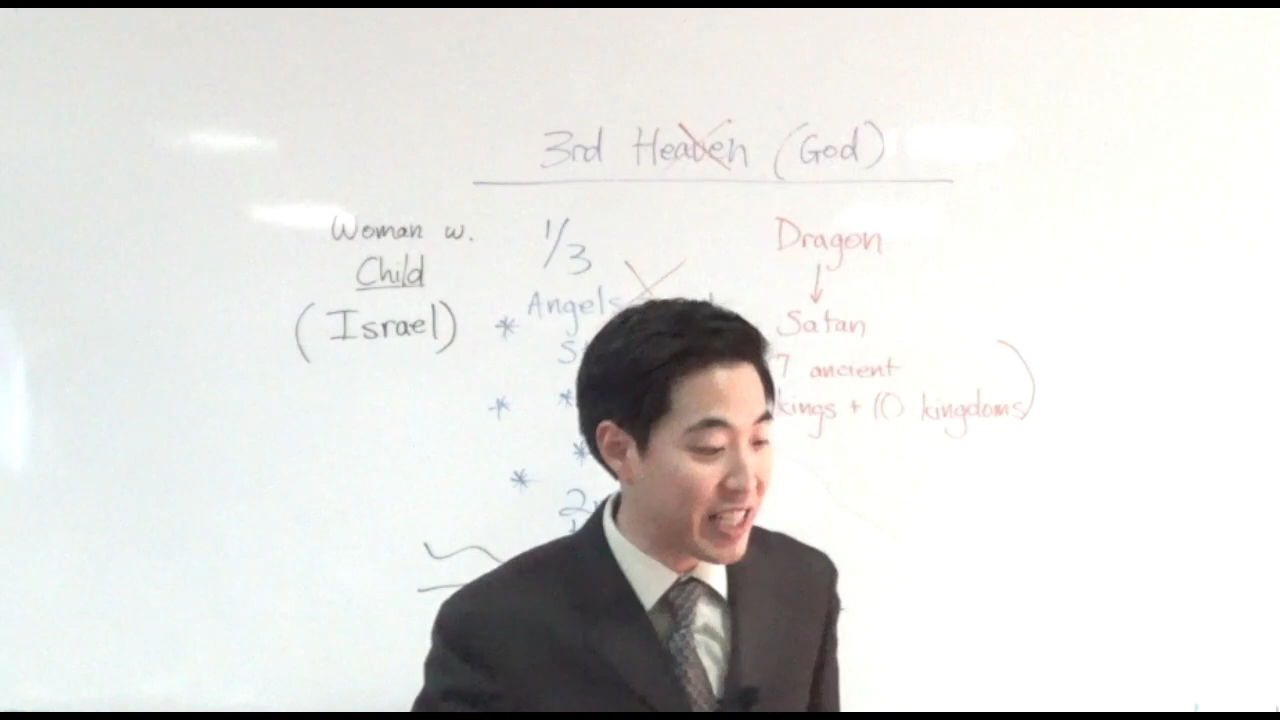 3rd Heaven (God)
Woman w.
Child
(Israel)
1/3
Angels
Dragon
Satan
7 ancient
kings + 10 kingdoms)